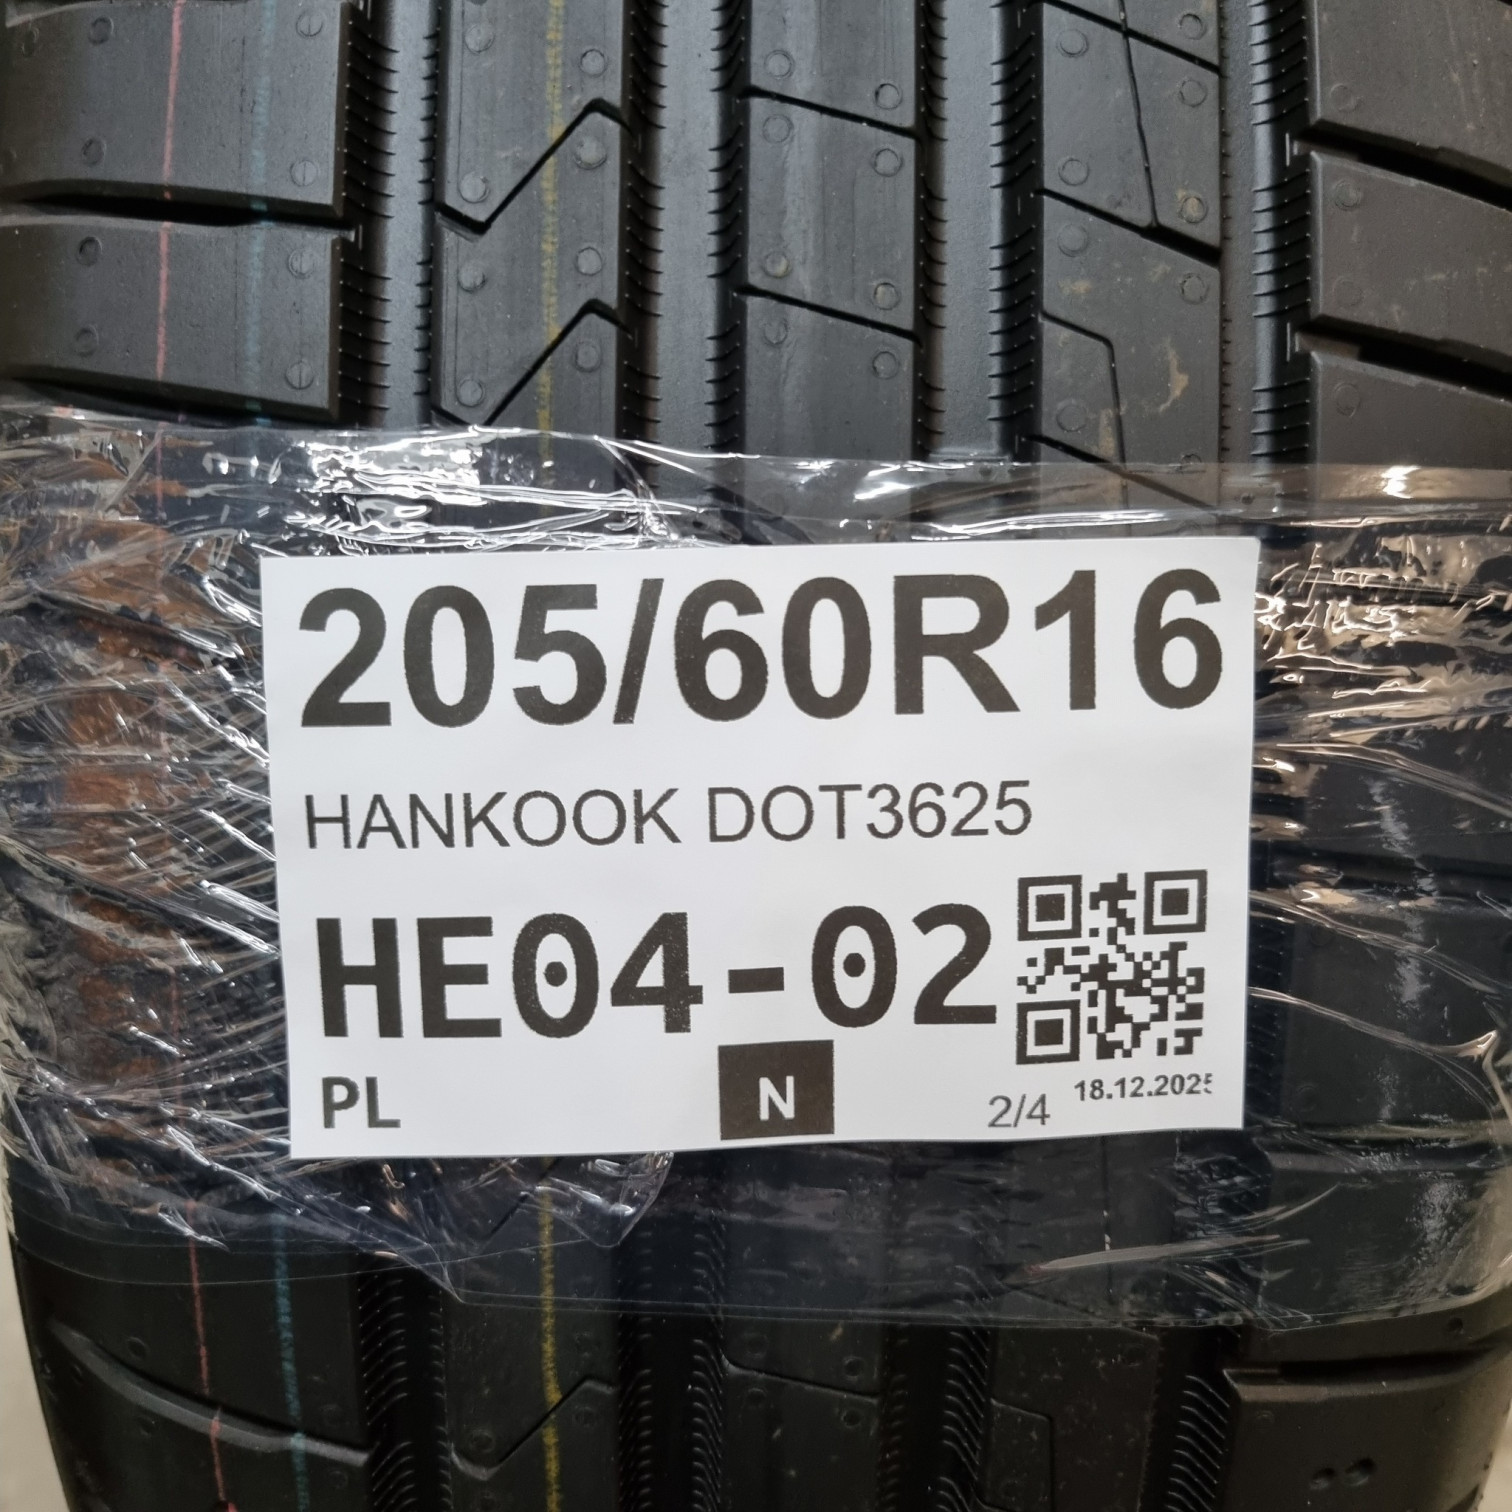 205/60R16
HANKOOK DOT3625
HE04-02
PL
N
2/4
18.12.2025